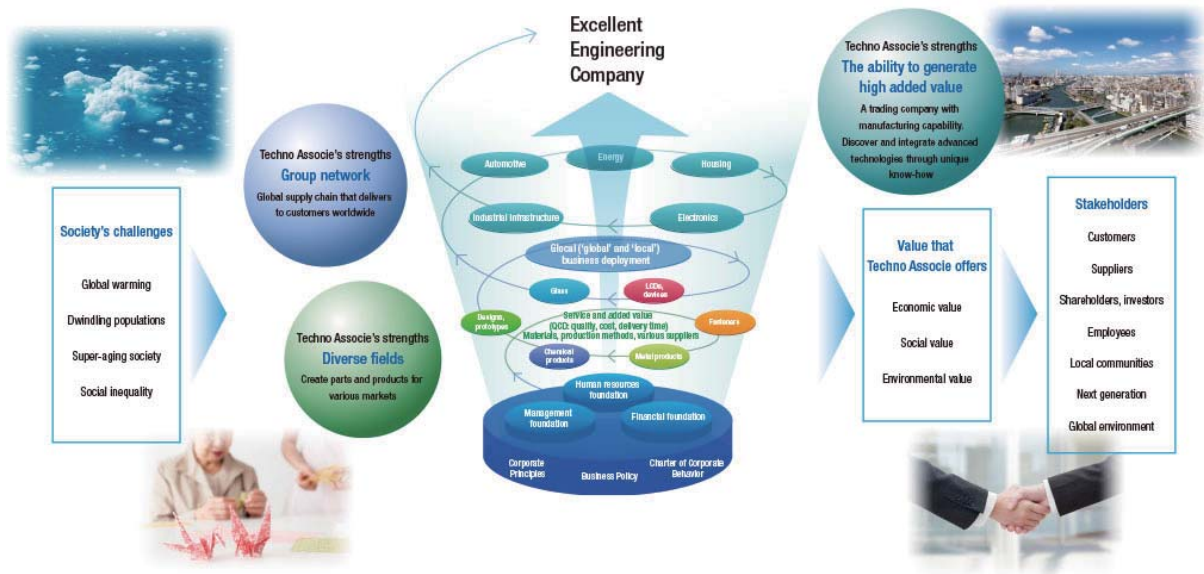 Society's challenges
Global warming
Dwindling populations
Super-aging society
Social inequality
Techno Associe's strengths
Group network
Global supply chain that delivers
to customers worldwide
Techno Associe's strengths
Diverse fields
Create parts and products for
various markets
Excellent
Engineering
Company
Automotive
Energy
Housing
Industrial infrastructure
Electronics
Glocal ('global' and 'local')
business deployment
Glass
LCDs,
devices
Designs,
prototypes
Service and added value
(QCD: quality, cost, delivery time)
Materials, production methods, various suppliers
Fasteners
Chemical
products
Metal products
Human resources
foundation
Management
foundation
Financial foundation
Corporate
Principles
Business Policy
Charter of Corporate
Behavior
Techno Associe's strengths
The ability to generate
high added value
A trading company with
manufacturing capability.
Discover and integrate advanced
technologies through unique
know-how
Value that
Techno Associe offers
Economic value
Social value
Environmental value
Stakeholders
Customers
Suppliers
Shareholders, investors
Employees
Local communities
Next generation
Global environment